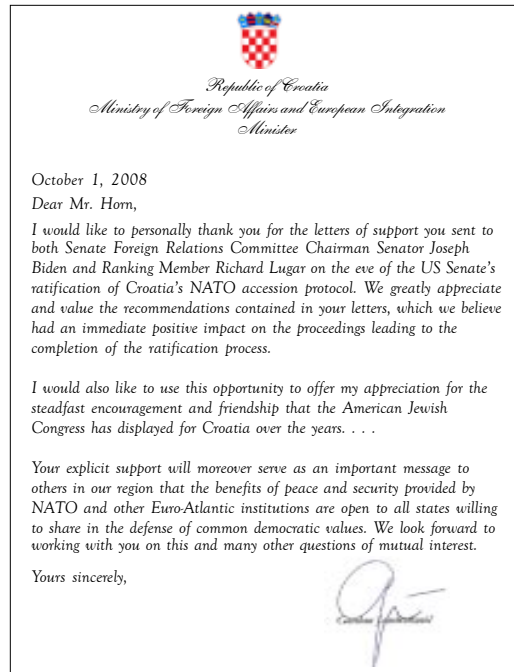 Republic of Croatia
Ministry of Foreign Affairs and European Integration
Minister
October 1, 2008
Dear Mr. Horn,
I would like to personally thank you for the letters of support you sent to
both Senate Foreign Relations Committee Chairman Senator Joseph
Biden and Ranking Member Richard Lugar on the eve of the US Senate's
ratification of Croatia's NATO accession protocol. We greatly appreciate
and value the recommendations contained in your letters, which we believe
had an immediate positive impact on the proceedings leading to the
completion of the ratification process.
I would also like to use this opportunity to offer my appreciation for the
steadfast encouragement and friendship that the American Jewish
Congress has displayed for Croatia over the years. . . .
Your explicit support will moreover serve as an important message to
others in our region that the benefits of peace and security provided by
NATO and other Euro-Atlantic institutions are open to all states willing
to share in the defense of common democratic values. We look forward to
working with you on this and many other questions of mutual interest.
Yours sincerely,